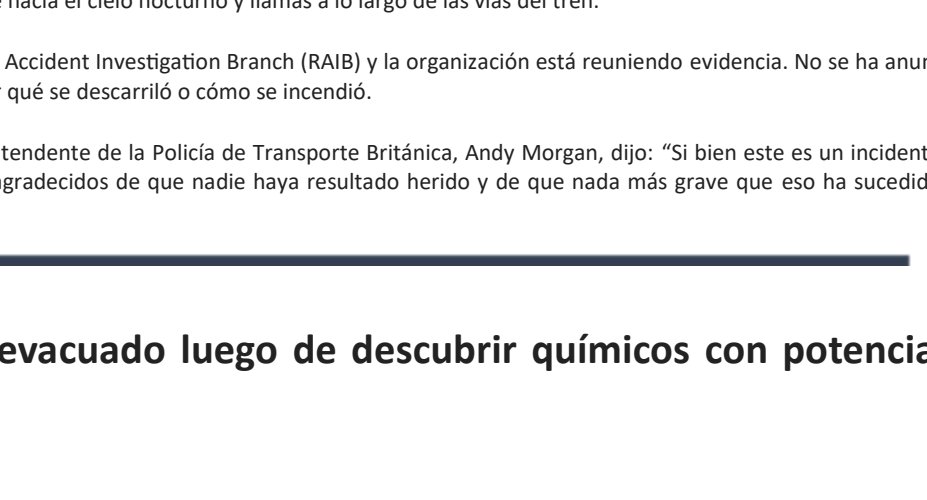 hacia el cielo nocturno y llamas a lo largo de las vías del tren.
Accident Investigation Branch (RAIB) y la organización está reuniendo evidencia. No se ha anun
qué se descarriló o cómo se incendió.
tendente de la Policía de Transporte Británica, Andy Morgan, dijo: “Si bien este es un incident
agradecidos de que nadie haya resultado herido y de que nada más grave que eso ha sucedid
evacuado luego de descubrir químicos con potencia